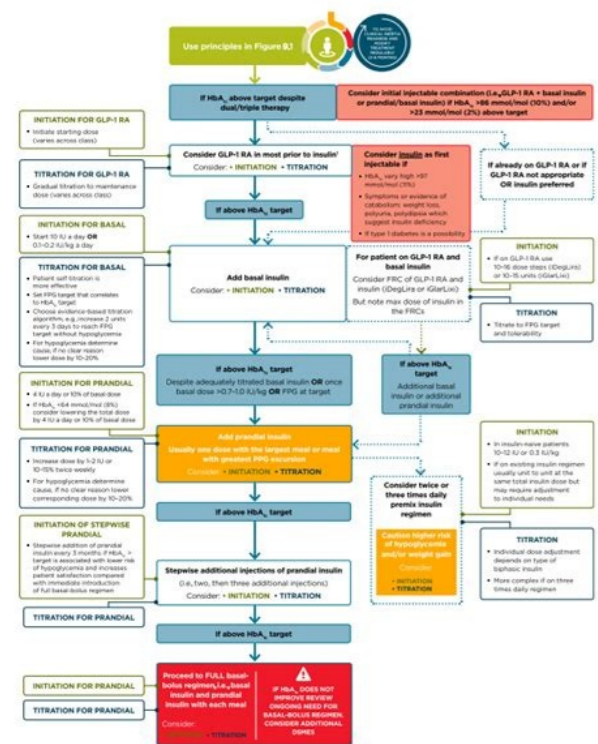 Use principles in Figure 9.1
TO AVOID
CLINICAL INERTIA
REASSESS AND
MODIFY
TREATMENT
REGULARLY
(3–6 MONTHS)
If HbA1c above target despite
dual/triple therapy
Consider initial injectable combination (i.e. GLP-1 RA + basal insulin
or prandial/basal insulin) if HbA1c >86 mmol/mol (10%) and/or
>23 mmol/mol (2%) above target
INITIATION FOR GLP-1 RA
• Initiate starting dose
(varies across class)
TITRATION FOR GLP-1 RA
• Gradual titration to maintenance
dose (varies across class)
Consider GLP-1 RA in most prior to insulin
Consider: • INITIATION • TITRATION
Consider insulin as first
injectable if
• HbA1c very high >97
mmol/mol (11%)
• Symptoms or evidence of
catabolism: weight loss,
polyuria, polydipsia which
suggest insulin deficiency
• If type 1 diabetes is a possibility
If already on GLP-1 RA or if
GLP-1 RA not appropriate
OR insulin preferred
If above HbA1c target
INITIATION FOR BASAL
• Start 10 IU a day OR
0.1–0.2 IU/kg a day
TITRATION FOR BASAL
• Patient self titration is
more effective
• Set FPG target that correlates
to HbA1c target
• Choose evidence-based titration
algorithm, e.g. increase 2 units
every 3 days to reach FPG
target without hypoglycemia
• For hypoglycemia determine
cause, if no clear reason
lower dose by 10–20%
Add basal insulin
Consider: • INITIATION • TITRATION
For patient on GLP-1 RA and
basal insulin
Consider FRC of GLP-1 RA and
insulin (iDegLira or iGlarLixi)
But note max dose of insulin in
the FRCs
INITIATION
• If on GLP-1 RA use
10–16 dose steps (iDegLira)
or 10–15 units (iGlarLixi)
TITRATION
• Titrate to FPG target
and tolerability
If above HbA1c target
Despite adequately titrated basal insulin OR once
basal dose >0.7–1.0 IU/kg OR FPG at target
If above HbA1c
target
Additional basal
insulin or additional
prandial insulin
INITIATION FOR PRANDIAL
• 4 IU a day or 10% of basal dose
• If HbA1c <64 mmol/mol (8%)
consider lowering the total dose
by 4 IU a day or 10% of basal dose
TITRATION FOR PRANDIAL
• Increase dose by 1–2 IU or
10–15% twice weekly
• For hypoglycemia determine
cause, if no clear reason lower
corresponding dose by 10–20%
Add prandial insulin
Usually one dose with the largest meal or meal
with greatest PPG excursion
Consider: • INITIATION • TITRATION
Consider twice or
three times daily
premix insulin
regimen
Caution higher risk
of hypoglycemia
and/or weight gain
Consider
• INITIATION
• TITRATION
INITIATION
• In insulin-naive patients
10–12 IU or 0.3 IU/kg
• If on existing insulin regimen
usually unit to unit at the
same total insulin dose but
may require adjustment to
individual needs
TITRATION
• Individual dose adjustment
depends on type of
biphasic insulin
• More complex if on three
times daily regimen
If above HbA1c target
INITIATION OF STEPWISE
PRANDIAL
• Stepwise addition of prandial
insulin every 3 months if HbA1c >
target is associated with lower risk
of hypoglycemia and increases
patient satisfaction compared
with immediate introduction
of full basal-bolus regimen
TITRATION FOR PRANDIAL
Stepwise additional injections of prandial insulin
(i.e., two, then three additional injections)
Consider: • INITIATION • TITRATION
If above HbA1c target
INITIATION FOR PRANDIAL
TITRATION FOR PRANDIAL
Proceed to FULL basal-
bolus regimen, i.e., basal
insulin and prandial
insulin with each meal
Consider:
• INITIATION • TITRATION
IF HbA1c DOES NOT
IMPROVE REVIEW
ONGOING NEED FOR
BASAL-BOLUS REGIMEN.
CONSIDER ADDITIONAL
DSMES